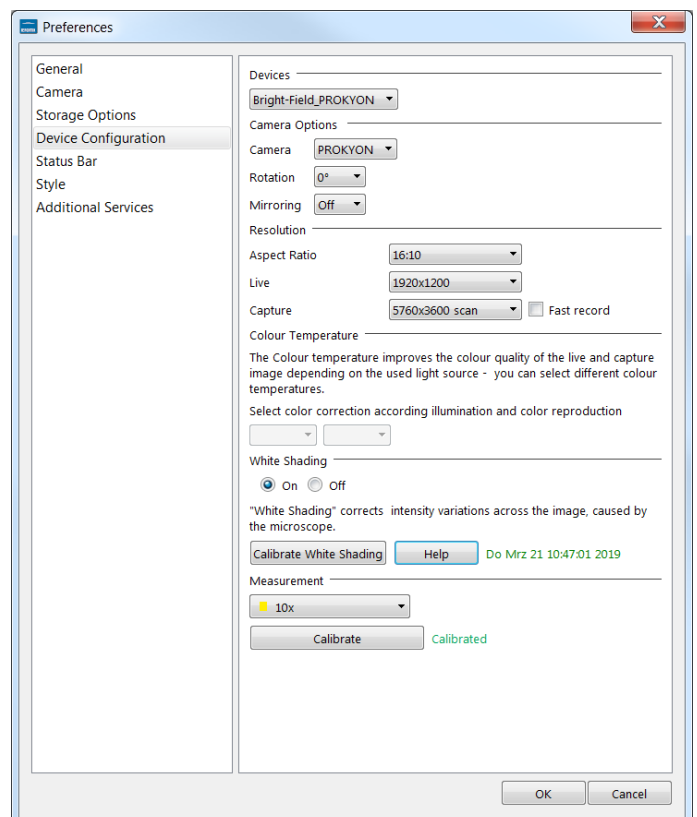 Preferences
General
Camera
Storage Options
Device Configuration
Status Bar
Style
Additional Services
Devices
Bright-Field_PROKYON
Camera Options
Camera PROKYON
Rotation 0°
Mirroring Off
Resolution
Aspect Ratio 16:10
Live 1920x1200
Capture 5760x3600 scan Fast record
Colour Temperature
The Colour temperature improves the colour quality of the live and capture
image depending on the used light source - you can select different colour
temperatures.
Select color correction according illumination and color reproduction
White Shading
On Off
"White Shading" corrects intensity variations across the image, caused by
the microscope.
Calibrate White Shading Help Do Mrz 21 10:47:01 2019
Measurement
10x
Calibrate Calibrated
OK Cancel